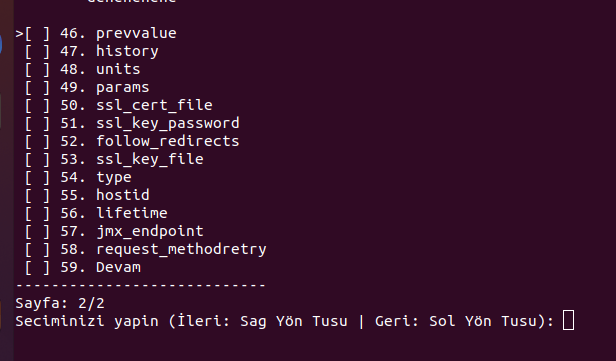 >[ ] 46. prevvalue
[ ] 47. history
[ ] 48. units
[ ] 49. params
[ ] 50. ssl_cert_file
[ ] 51. ssl_key_password
[ ] 52. follow_redirects
[ ] 53. ssl_key_file
[ ] 54. type
[ ] 55. hostid
[ ] 56. lifetime
[ ] 57. jmx_endpoint
[ ] 58. request_methodretry
[ ] 59. Devam
----------------------------
Sayfa: 2/2
Seciminizi yapin (İleri: Sag Yön Tusu | Geri: Sol Yön Tusu):